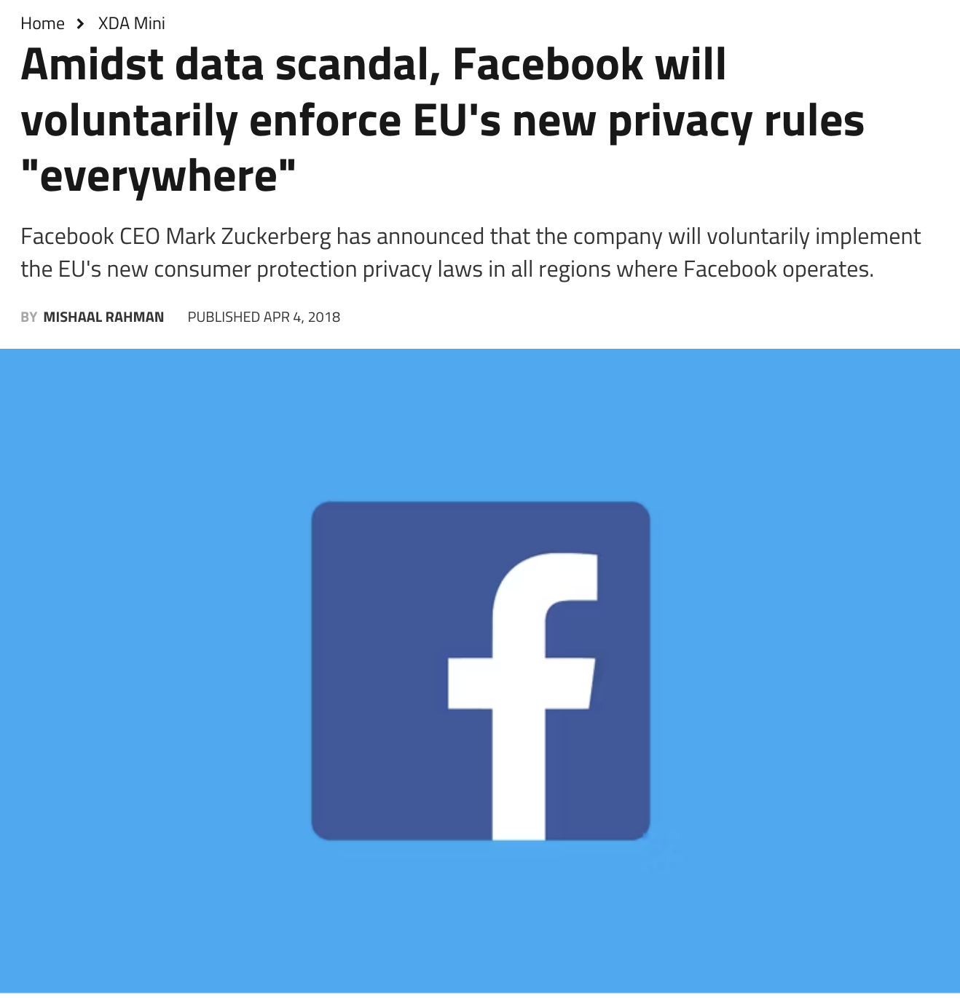 Home > XDA Mini
Amidst data scandal, Facebook will
voluntarily enforce EU's new privacy rules
"everywhere"
Facebook CEO Mark Zuckerberg has announced that the company will voluntarily implement
the EU's new consumer protection privacy laws in all regions where Facebook operates.
BY MISHAAL RAHMAN PUBLISHED APR 4, 2018
f